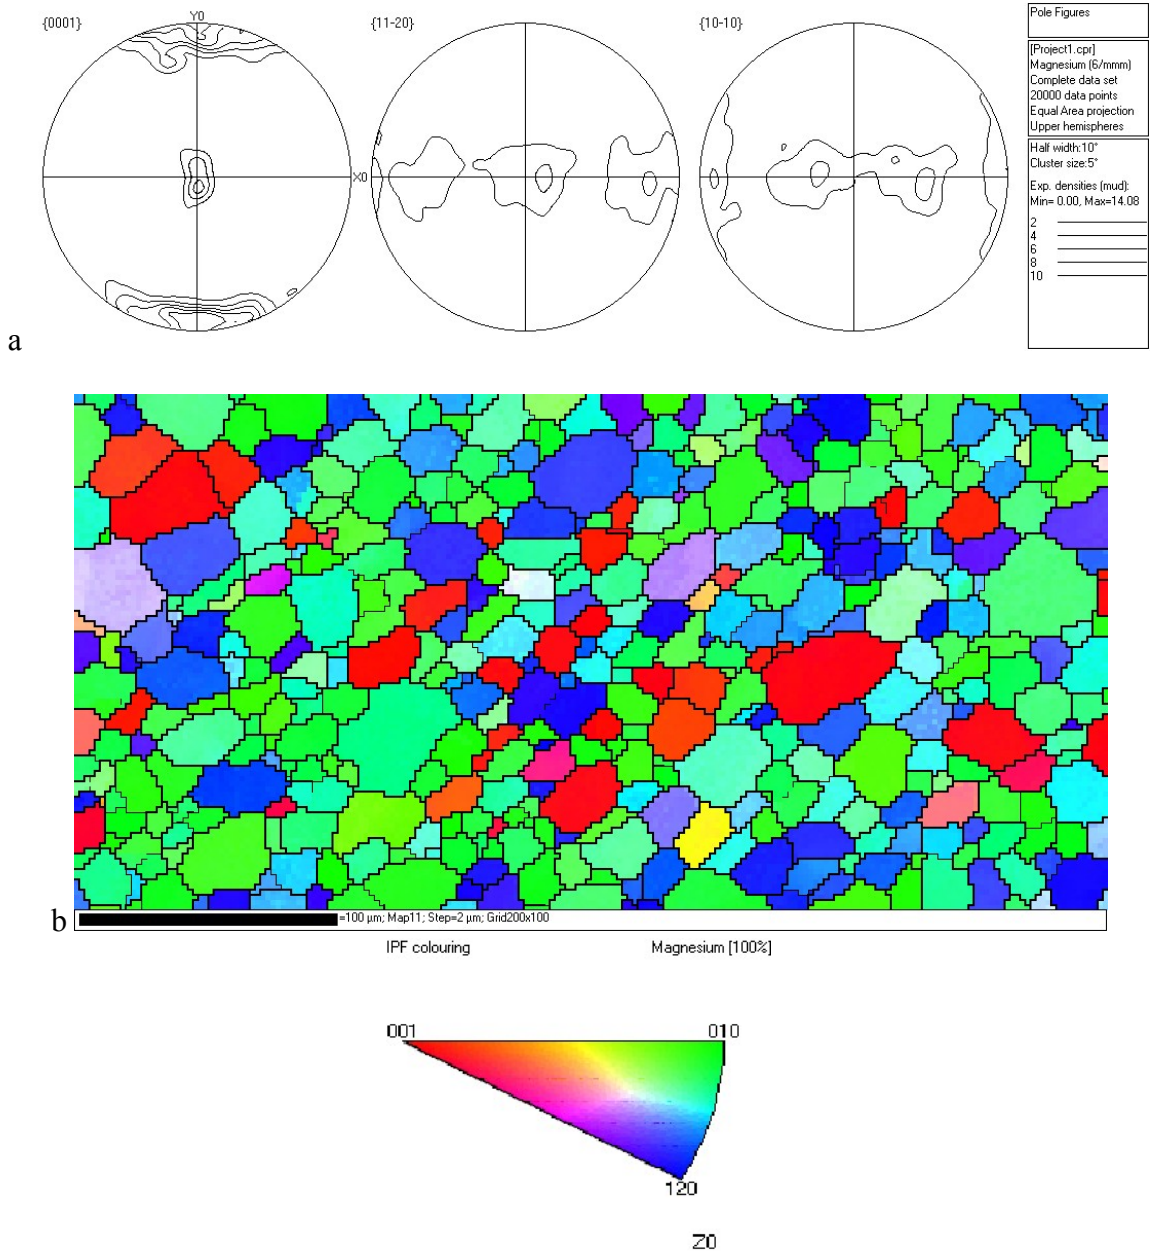 {0001}
Y0
X0
{11-20}
{10-10}
Pole Figures
[Project1.cpr]
Magnesium (6/mmm)
Complete data set
20000 data points
Equal Area projection
Upper hemispheres
Half width:10°
Cluster size:5°
Exp. densities (mud):
Min= 0.00, Max=14.08
2
4
6
8
10
a
b
=100 µm; Map11; Step=2 µm; Grid200x100
IPF colouring
Magnesium [100%]
001
010
120
Z0